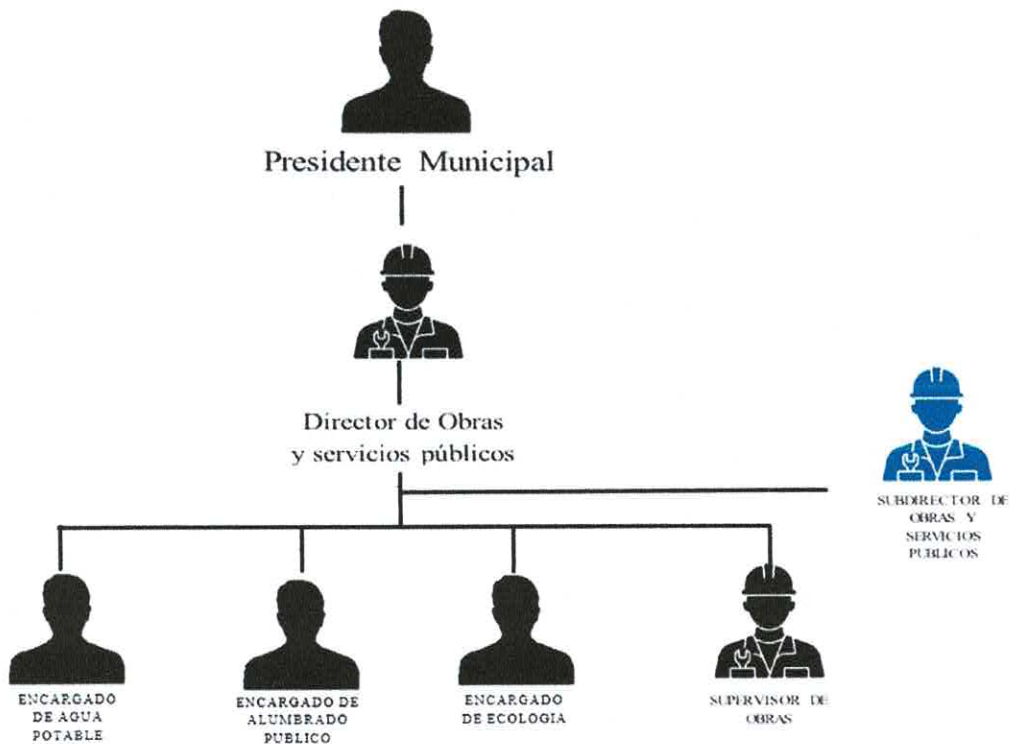 Presidente Municipal
Director de Obras
y servicios públicos
SUBDIRECTOR DE
OBRAS Y
SERVICIOS
PUBLICOS
ENCARGADO
DE AGUA
POTABLE
ENCARGADO DE
ALUMBRADO
PUBLICO
ENCARGADO
DE ECOLOGIA
SUPERVISOR DE
OBRAS